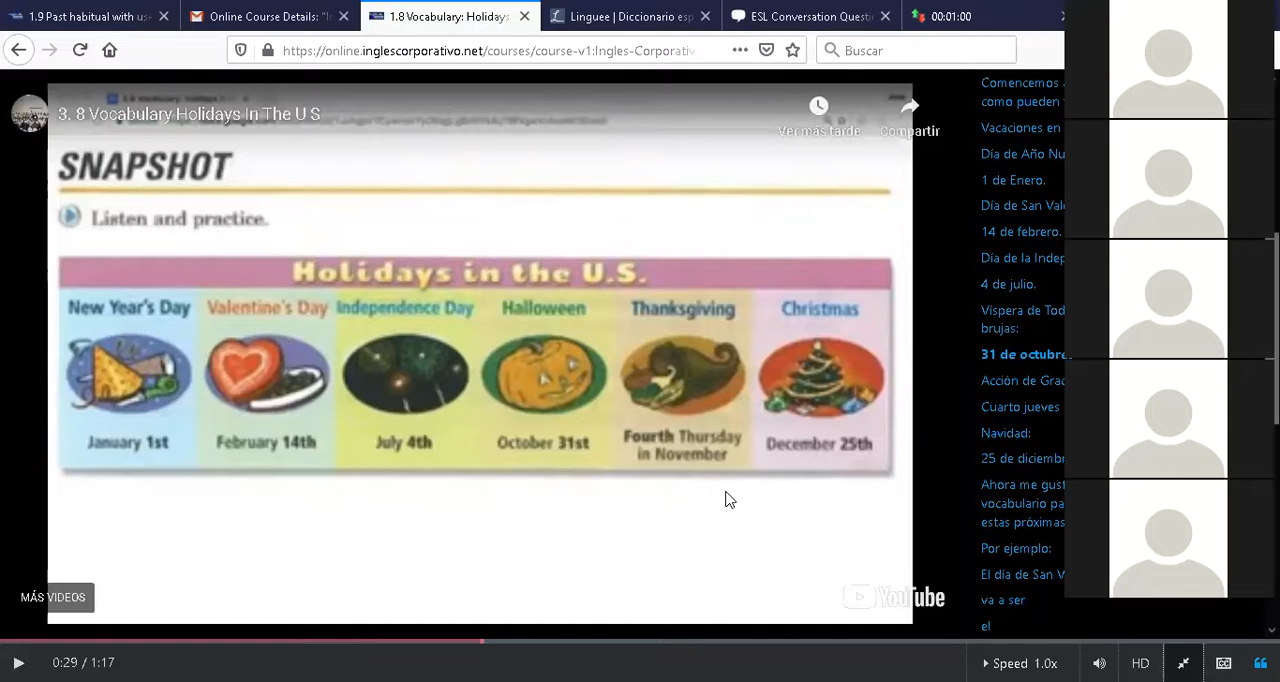 1.9 Past habitual with us
Online Course Details: "In
1.8 Vocabulary: Holidays
Linguee | Diccionario esp
ESL Conversation Questi
00:01:00
https://online.inglescorporativo.net/courses/course-v1:Ingles-Corporativ
Buscar
3. 8 Vocabulary Holidays In The U S
Ver más tarde
Compartir
SNAPSHOT
Listen and practice.
Holidays in the U.S.
New Year's Day
Valentine's Day
Independence Day
Halloween
Thanksgiving
Christmas
January 1st
February 14th
July 4th
October 31st
Fourth Thursday
in November
December 25th
MÁS VIDEOS
YouTube
Comencemos
como pueden
Vacaciones en
Día de Año Nu
1 de Enero.
Día de San Val
14 de febrero.
Día de la Indep
4 de julio.
Víspera de Tod
brujas:
31 de octubre
Acción de Grac
Cuarto jueves
Navidad:
25 de diciembr
Ahora me gust
vocabulario pa
estas próximas
Por ejemplo:
El día de San V
va a ser
el
0:29 / 1:17
Speed 1.0x
HD
CC